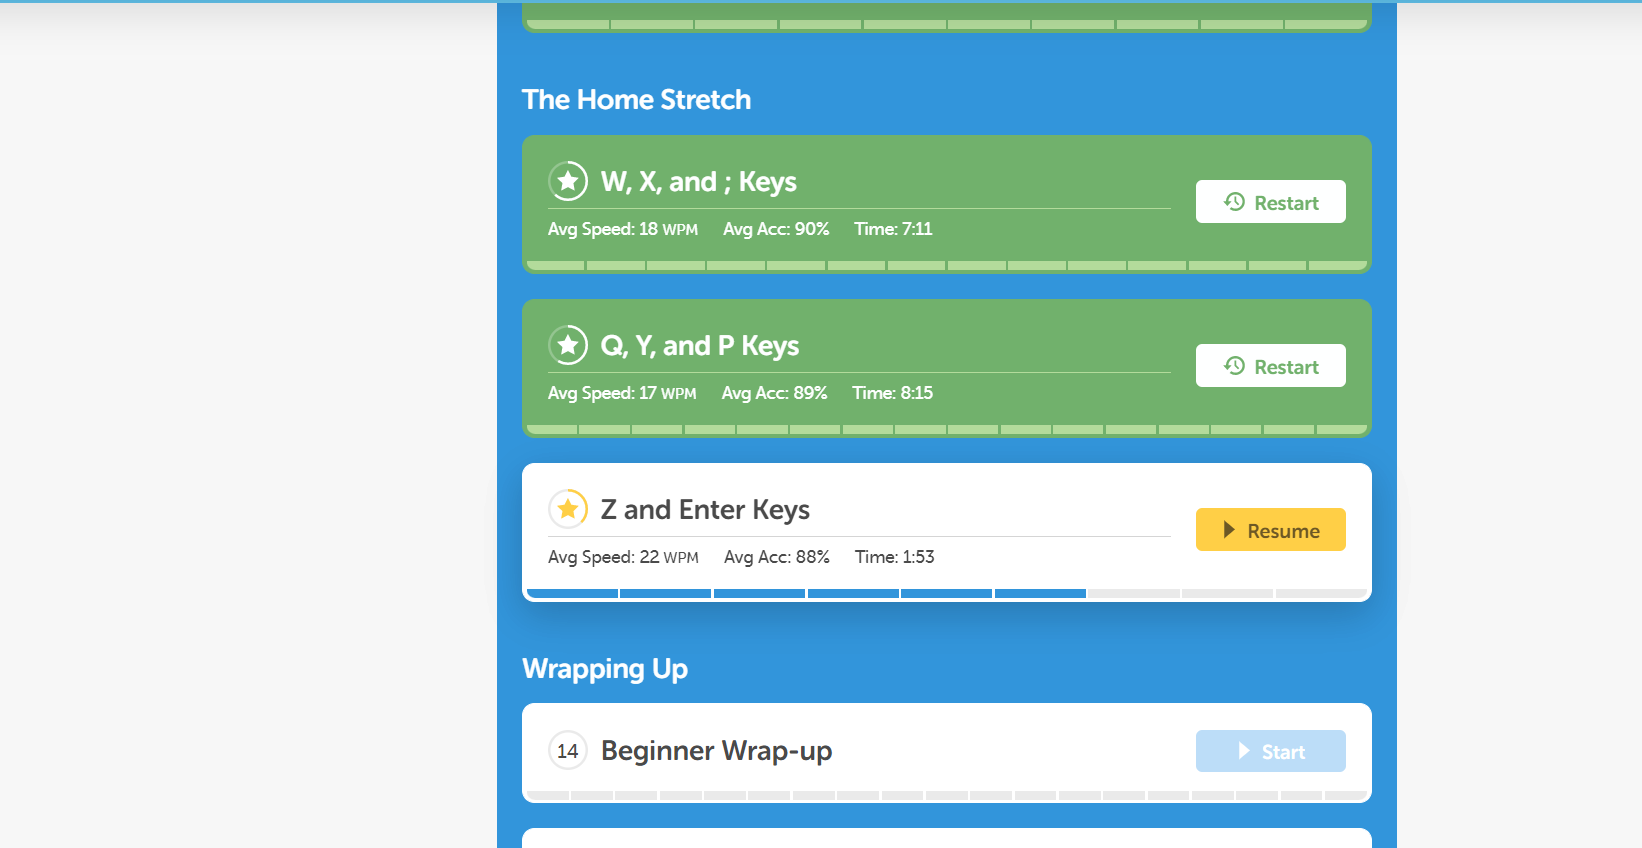 The Home Stretch
W, X, and ; Keys
Restart
Avg Speed: 18 WPM Avg Acc: 90% Time: 7:11
Q, Y, and P Keys
Restart
Avg Speed: 17 WPM Avg Acc: 89% Time: 8:15
Z and Enter Keys
Resume
Avg Speed: 22 WPM Avg Acc: 88% Time: 1:53
Wrapping Up
14 Beginner Wrap-up
Start